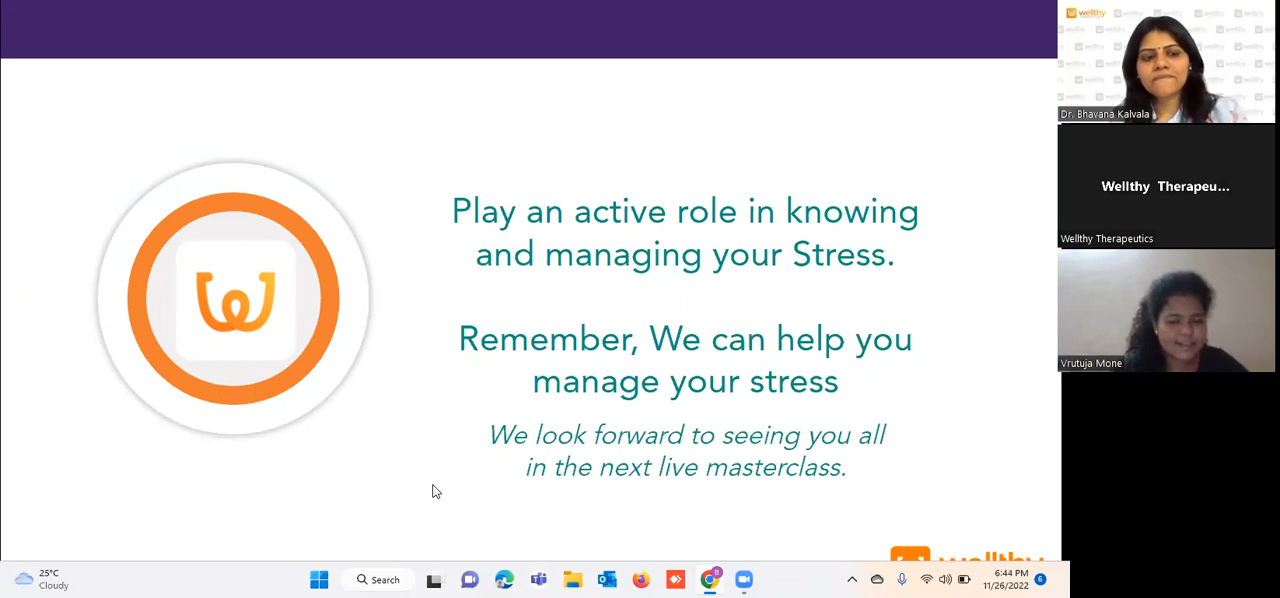 Play an active role in knowing
and managing your Stress.
Remember, We can help you
manage your stress
We look forward to seeing you all
in the next live masterclass.
wellthy
Dr. Bhavana Kalvala
Wellthy Therapeu...
Wellthy Therapeutics
Vrutuja Mone
25°C
Cloudy
Search
6:44 PM
11/26/2022
6